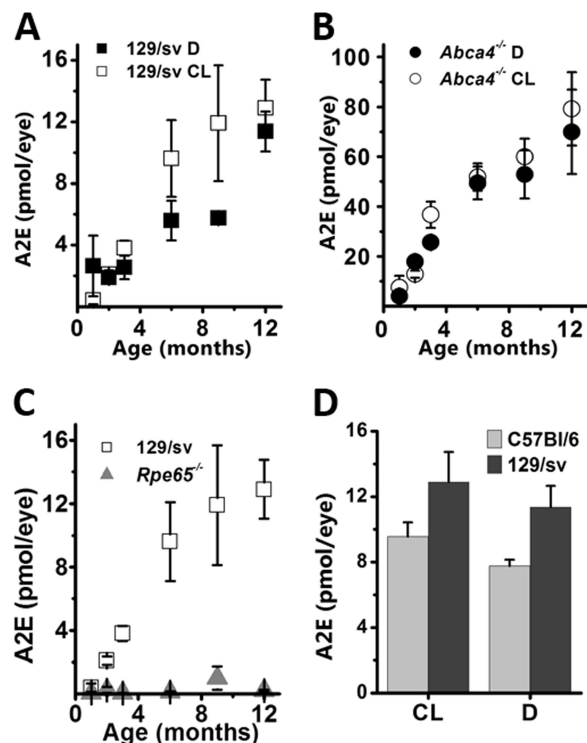 A
129/sv D
129/sv CL
16
12
8
4
A2E (pmol/eye)
0 4 8 12
Age (months)
B
Abca4-/- D
Abca4-/- CL
100
80
60
40
20
A2E (pmol/eye)
0 4 8 12
Age (months)
C
129/sv
Rpe65-/-
16
12
8
4
A2E (pmol/eye)
0 4 8 12
Age (months)
D
C57Bl/6
129/sv
16
12
8
4
0
A2E (pmol/eye)
CL D